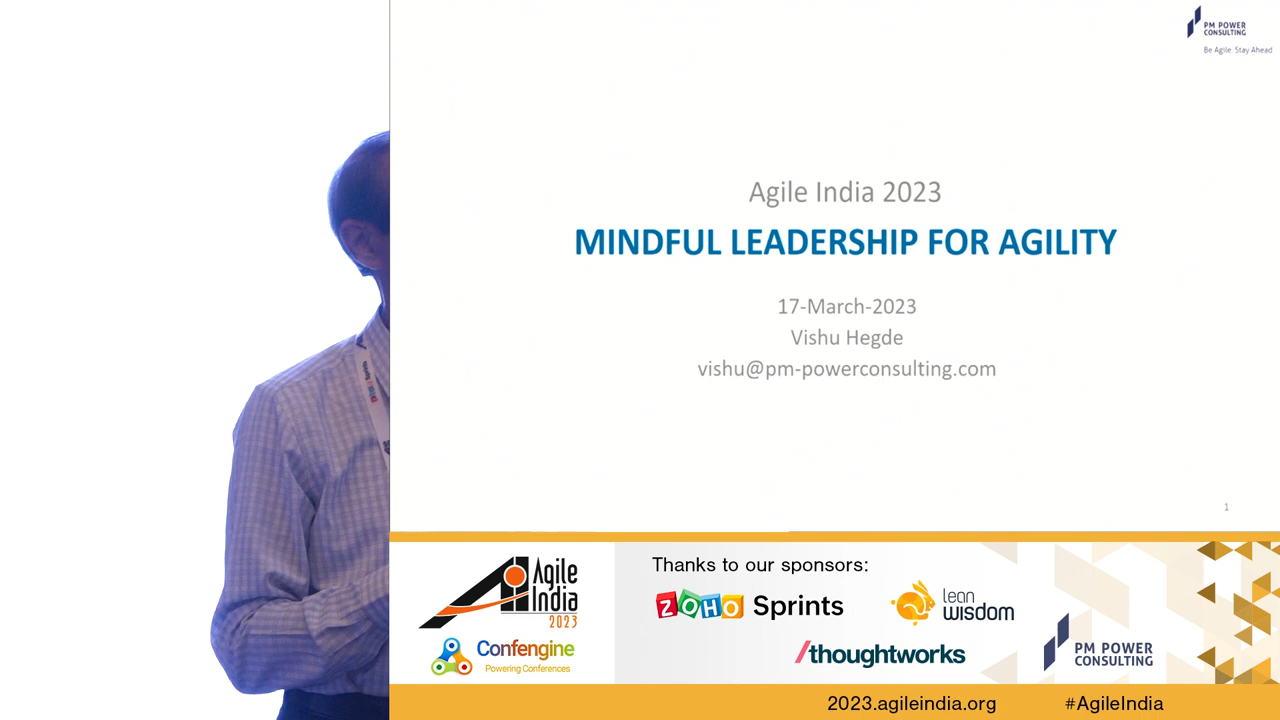 PM POWER
CONSULTING
Be Agile Stay Ahead
Agile India 2023
MINDFUL LEADERSHIP FOR AGILITY
17-March-2023
Vishu Hegde
vishu@pm-powerconsulting.com
1
Agile
India
2023
Confengine
Powering Conferences
Thanks to our sponsors:
ZOHO Sprints
lean
wisdom
/thoughtworks
PM POWER
CONSULTING
2023.agileindia.org
#AgileIndia